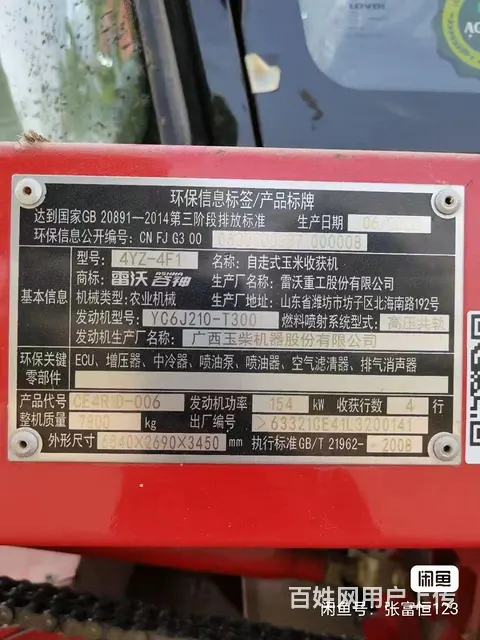 LOVOL
环保信息标签/产品标牌
达到国家GB 20891—2014第三阶段排放标准 生产日期
环保信息公开编号: CN FJ G3 00 000008
基本信息
型号: 4YZ-4F1 名 称: 自走式玉米收获机
商标: 雷沃谷神 生产厂名称: 雷沃重工股份有限公司
机械类型: 农业机械 生产厂地址: 山东省潍坊市坊子区北海南路192号
发动机型号: YC6J210-T300 燃料喷射系统型式: 高压共轨
发动机生产厂名称: 广西玉柴机器股份有限公司
环保关键零部件
ECU、增压器、中冷器、喷油泵、喷油器、空气滤清器、排气消声器
产品代号 CE4R1D-006 发动机功率 154 kW 收获行数 4 行
整机质量 7800 kg 出厂编号 >63321GE41L3200141
外形尺寸 6840X2690X3450 mm 执行标准GB/T 21962- -2008
闲鱼
百姓网用户上传
闲鱼号: 张富恒123